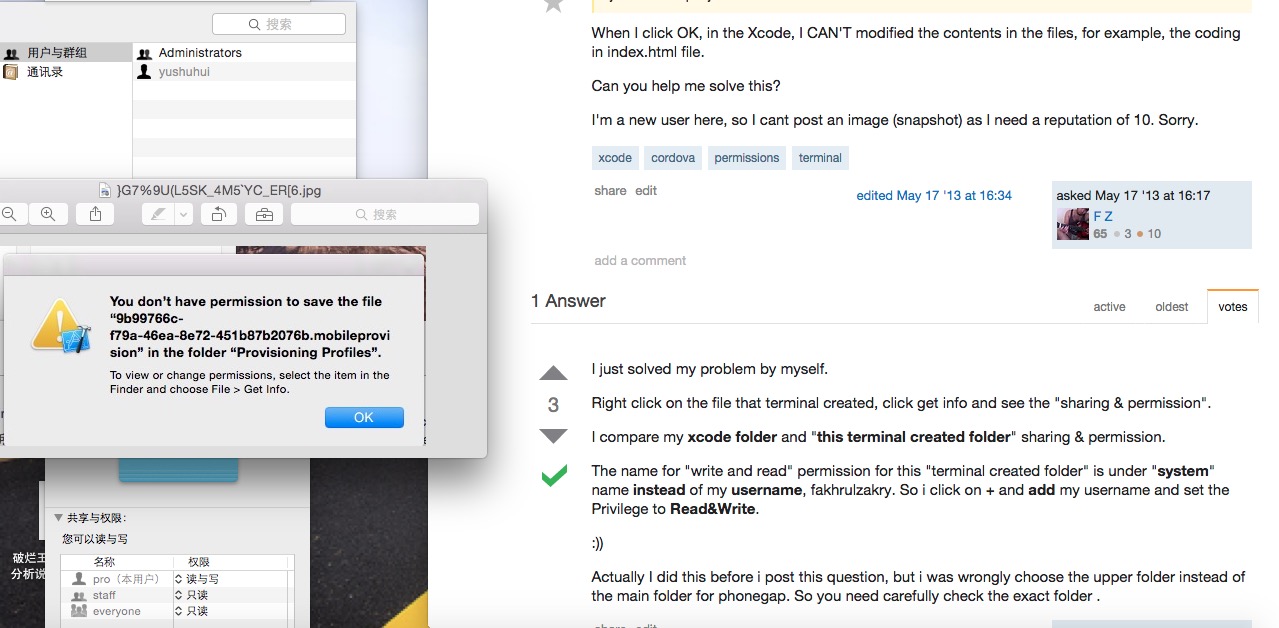 搜索
用户与群组
通讯录
Administrators
yushuhui
}G7%9U(L5SK_4M5`YC_ER[6.jpg
搜索
You don't have permission to save the file
“9b99766c-
f79a-46ea-8e72-451b87b2076b.mobileprovi
sion” in the folder “Provisioning Profiles”.
To view or change permissions, select the item in the
Finder and choose File > Get Info.
OK
共享与权限:
您可以读与写
名称 权限
pro（本用户） 读与写
staff 只读
everyone 只读
破烂王
分析说
When I click OK, in the Xcode, I CAN'T modified the contents in the files, for example, the coding
in index.html file.
Can you help me solve this?
I'm a new user here, so I cant post an image (snapshot) as I need a reputation of 10. Sorry.
xcode cordova permissions terminal
share edit
edited May 17 '13 at 16:34
asked May 17 '13 at 16:17
F Z
65 3 10
add a comment
1 Answer
active oldest votes
I just solved my problem by myself.
3
Right click on the file that terminal created, click get info and see the "sharing & permission".
I compare my xcode folder and "this terminal created folder" sharing & permission.
The name for "write and read" permission for this "terminal created folder" is under "system"
name instead of my username, fakhrulzakry. So i click on + and add my username and set the
Privilege to Read&Write.
:))
Actually I did this before i post this question, but i was wrongly choose the upper folder instead of
the main folder for phonegap. So you need carefully check the exact folder .
share edit